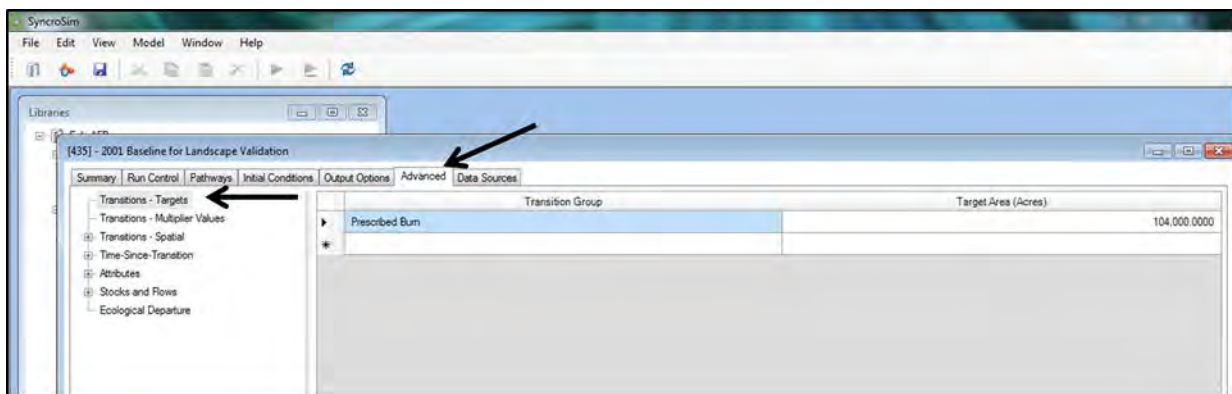 SyncroSim
File Edit View Model Window Help
Libraries
[435] - 2001 Baseline for Landscape Validation
Summary Run Control Pathways Initial Conditions Output Options Advanced Data Sources
Transitions - Targets
Transitions - Multiplier Values
Transitions - Spatial
Time-Since-Transition
Attributes
Stocks and Flows
Ecological Departure
Transition Group Target Area (Acres)
Prescribed Burn 104,000.0000